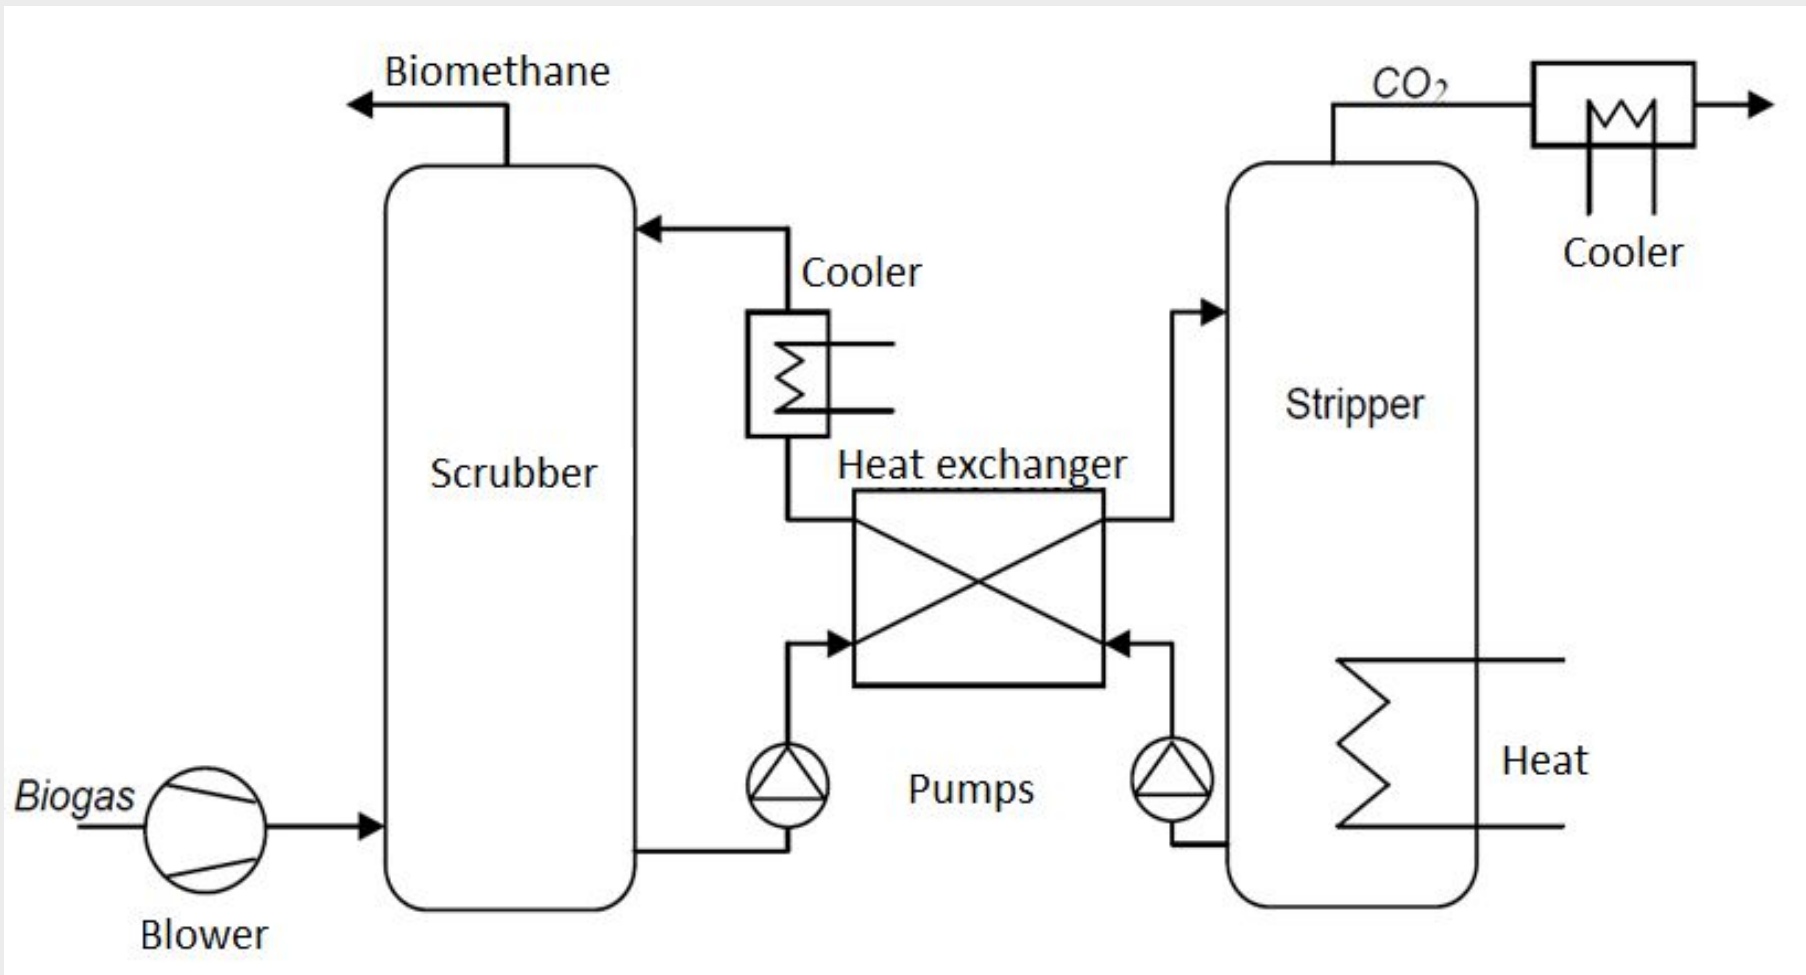 Biomethane
CO₂
Cooler
Cooler
Stripper
Heat exchanger
Scrubber
Heat
Pumps
Biogas
Blower